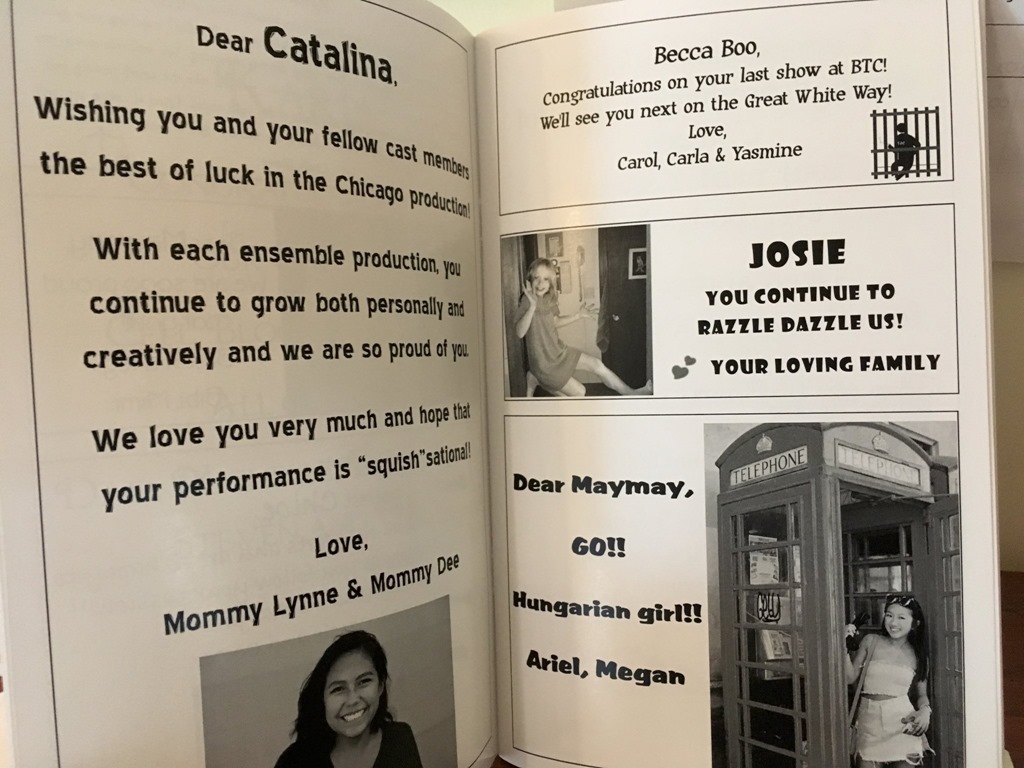 Dear Catalina,
Wishing you and your fellow cast members
the best of luck in the Chicago production!
With each ensemble production, you
continue to grow both personally and
creatively and we are so proud of you.
We love you very much and hope that
your performance is "squish"sational!
Love,
Mommy Lynne & Mommy Dee
Becca Boo,
Congratulations on your last show at BTC!
We'll see you next on the Great White Way!
Love,
Carol, Carla & Yasmine
JOSIE
YOU CONTINUE TO
RAZZLE DAZZLE US!
YOUR LOVING FAMILY
Dear Maymay,
GO!!
Hungarian girl!!
Ariel, Megan
TELEPHONE
TELEPHONE